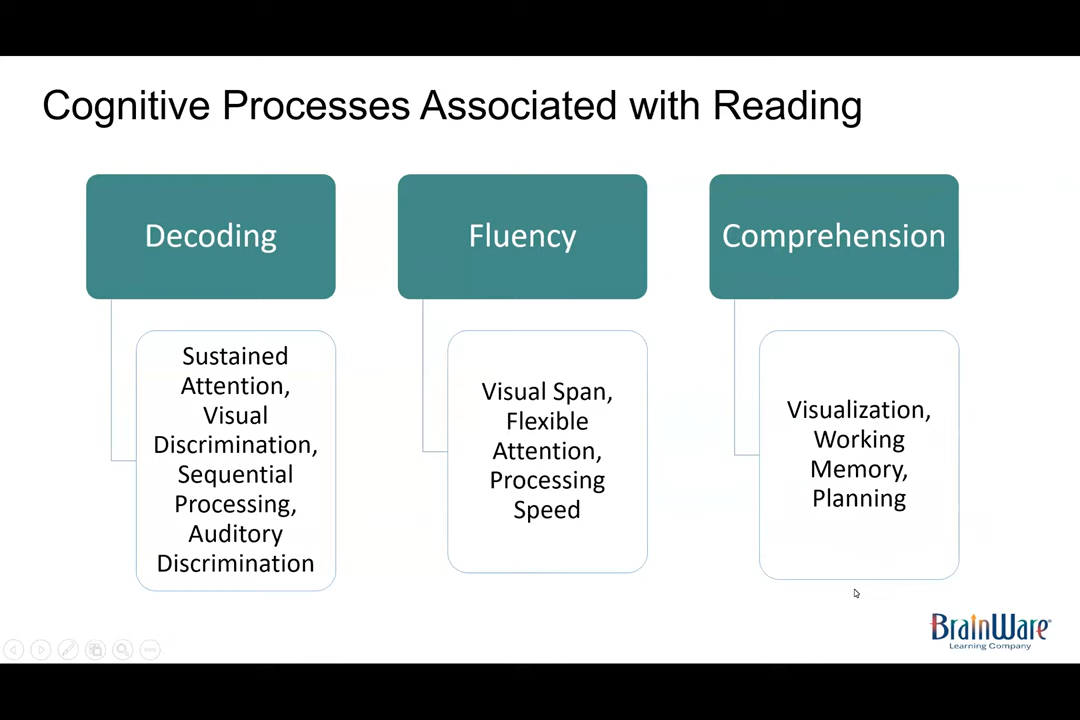 Cognitive Processes Associated with Reading
Decoding
Sustained
Attention,
Visual
Discrimination,
Sequential
Processing,
Auditory
Discrimination
Fluency
Visual Span,
Flexible
Attention,
Processing
Speed
Comprehension
Visualization,
Working
Memory,
Planning
BrainWare®
Learning Company